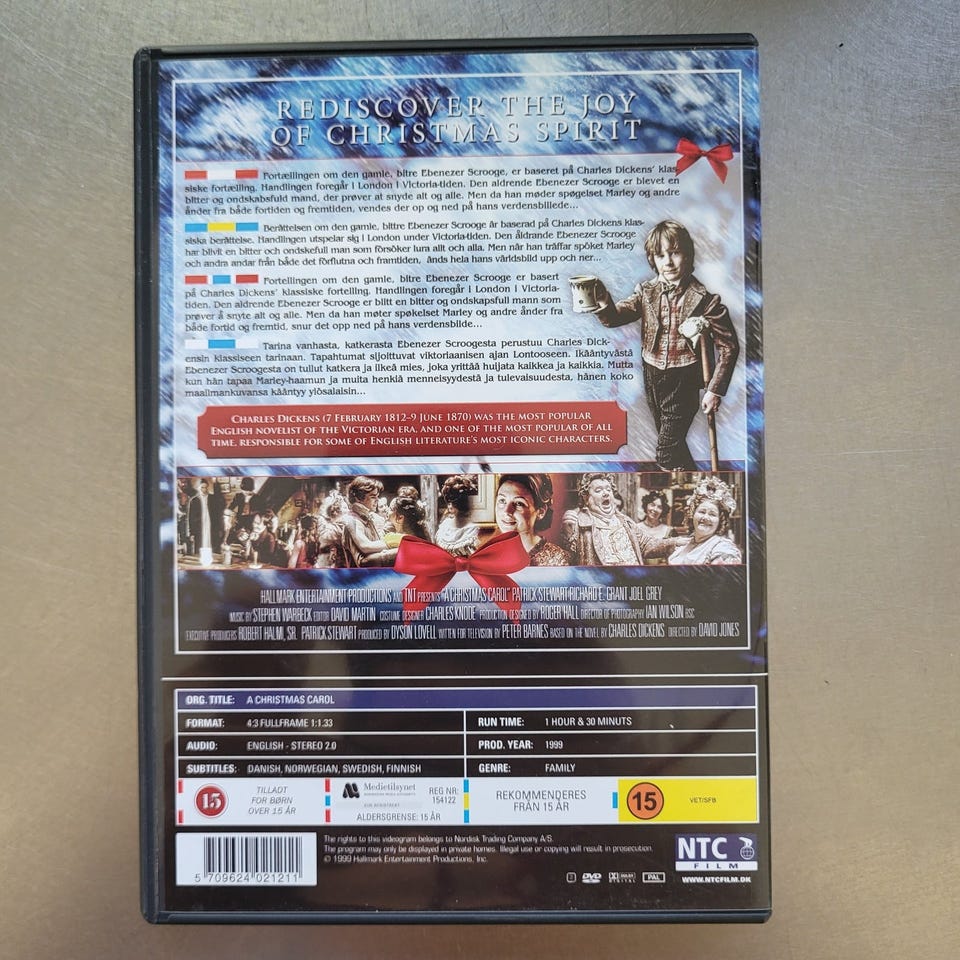 REDISCOVER THE JOY
OF CHRISTMAS SPIRIT
Fortællingen om den gamle, bitre Ebenezer Scrooge, er baseret på Charles Dickens' klas-
siske fortælling. Handlingen foregår i London i Victoria-tiden. Den aldrende Ebenezer Scrooge er blevet en
bitter og ondskabsfuld mand, der prøver at snyde alt og alle. Men da han møder spøgelset Marley og andre
ånder fra både fortiden og fremtiden, vendes der op og ned på hans verdensbillede...
Berättelsen om den gamle, bittre Ebenezer Scrooge är baserad på Charles Dickens klas-
siska berättelse. Handlingen utspelar sig i London under Victoria-tiden. Den åldrande Ebenezer Scrooge
har blivit en bitter och ondskefull man som försöker lura allt och alla. Men når han träffar spöket Marley
och andra andar från både det förflutna och framtiden, ånds hela hans världsbild upp och ner...
Fortellingen om den gamle, bitre Ebenezer Scrooge er basert
på Charles Dickens' klassiske fortelling. Handlingen foregår i London i Victoria-
tiden. Den aldrende Ebenezer Scrooge er blitt en bitter og ondskapsfull mann som
prøver å snyte alt og alle. Men da han møter spøkelset Marley og andre ånder fra
både fortid og fremtid, snur det opp ned på hans verdensbilde...
Tarina vanhasta, katkerasta Ebenezer Scroogesta perustuu Charles Dick-
ensin klassiseen tarinaan. Tapahtumat sijoittuvat viktoriaanisen ajan Lontooseen. Ikääntyvästä
Ebenezer Scroogesta on tullut katkera ja ilkeä mies, joka yrittää huijata kaikkea ja kaikkia. Mutta
kun hän tapaa Marley-haamun ja muita henkiä menneisyydestä ja tulevaisuudesta, hänen koko
maailmankuvansa kääntyy ylösalaisin...
CHARLES DICKENS (7 FEBRUARY 1812–9 JUNE 1870) WAS THE MOST POPULAR
ENGLISH NOVELIST OF THE VICTORIAN ERA, AND ONE OF THE MOST POPULAR OF ALL
TIME, RESPONSIBLE FOR SOME OF ENGLISH LITERATURE'S MOST ICONIC CHARACTERS.
HALLMARK ENTERTAINMENT PRODUCTIONS AND TNT PRESENTS "A CHRISTMAS CAROL" PATRICK STEWART RICHARD E. GRANT JOEL GREY
MUSIC BY STEPHEN WARBECK EDITOR DAVID MARTIN COSTUME DESIGNER CHARLES KNODE PRODUCTION DESIGNED BY ROGER HALL DIRECTOR OF PHOTOGRAPHY IAN WILSON BSC
EXECUTIVE PRODUCERS ROBERT HALMI, SR. PATRICK STEWART PRODUCED BY DYSON LOVELL WITTEN FOR TELEVISION BY PETER BARNES BASED ON THE NOVEL BY CHARLES DICKENS DIRECTED BY DAVID JONES
ORG. TITLE: A CHRISTMAS CAROL
FORMAT: 4:3 FULLFRAME 1:1.33 RUN TIME: 1 HOUR & 30 MINUTS
AUDIO: ENGLISH - STEREO 2.0 PROD. YEAR: 1999
SUBTITLES: DANISH, NORWEGIAN, SWEDISH, FINNISH GENRE: FAMILY
15 TILLADT
FOR BØRN
OVER 15 ÅR
Medietilsynet
NORWEGIAN MEDIA AUTHORITY
EUR REGISTRERT
REG NR:
154122
ALDERSGRENSE: 15 ÅR
REKOMMENDERES
FRÅN 15 ÅR
15 VET/SFB
5 709624 021211
The rights to this videogram belongs to Nordisk Trading Company A/S.
The program may only be displayed in private homes. Illegal use or copying will result in prosecution.
© 1999 Hallmark Entertainment Productions, Inc.
NTC
FILM
WWW.NTCFILM.DK
DVD DOLBY DIGITAL PAL